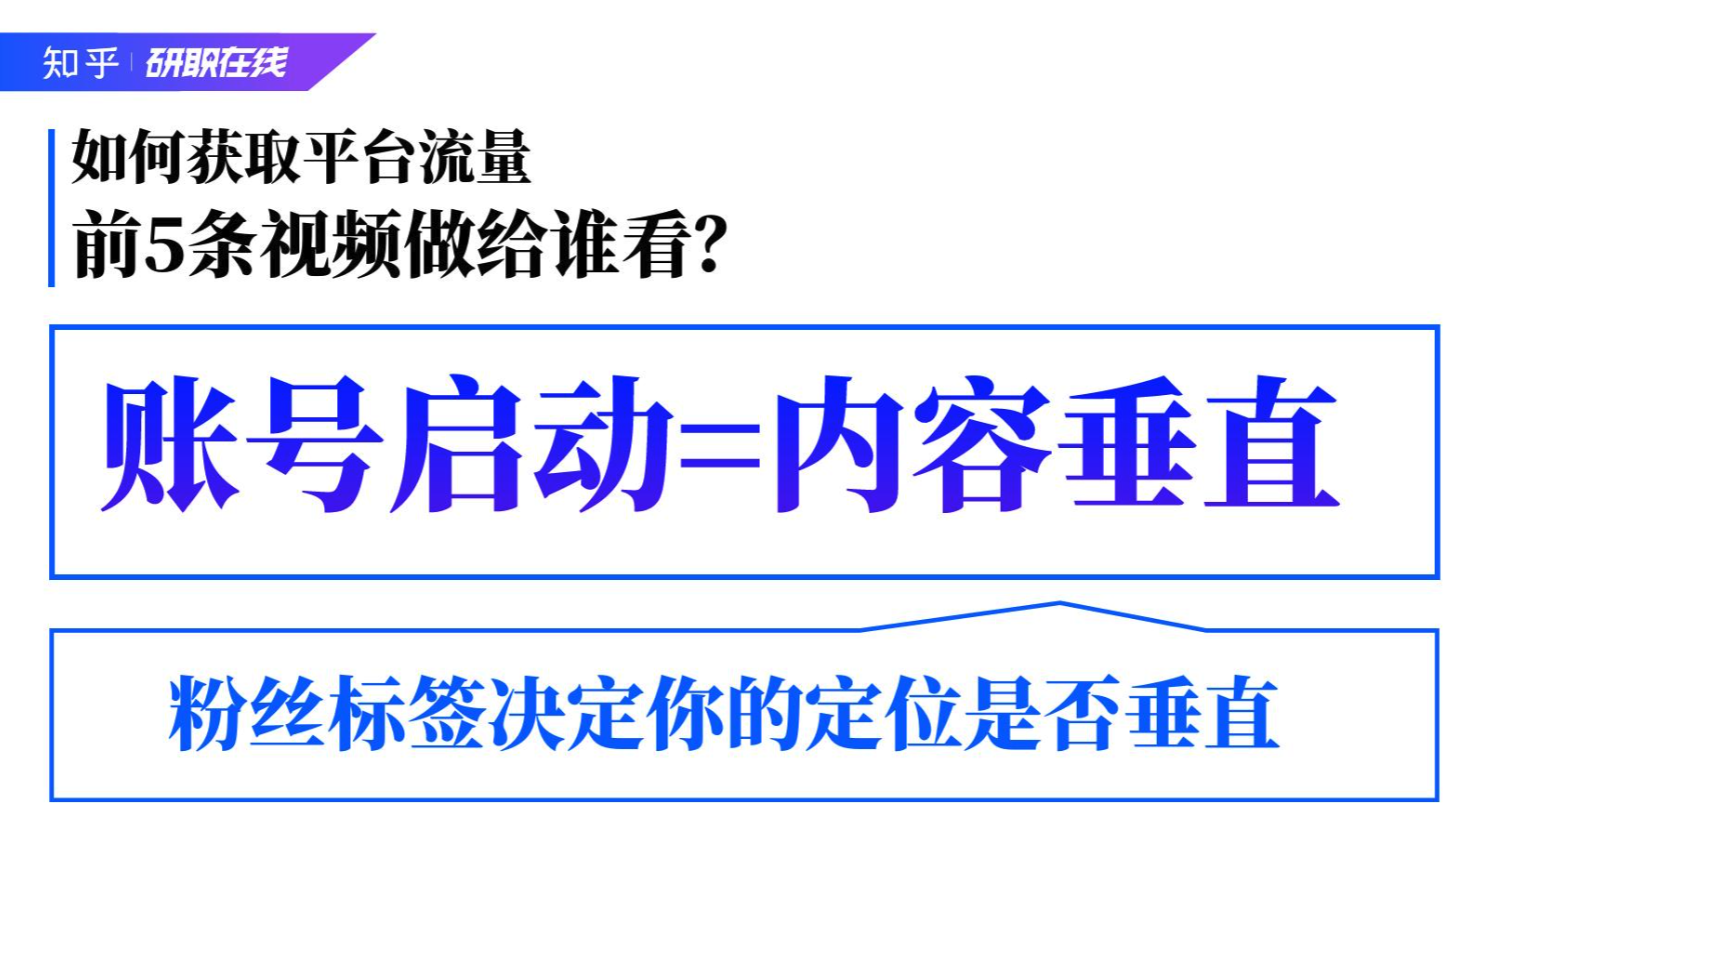 知乎 研职在线
如何获取平台流量
前5条视频做给谁看?
账号启动=内容垂直
粉丝标签决定你的定位是否垂直